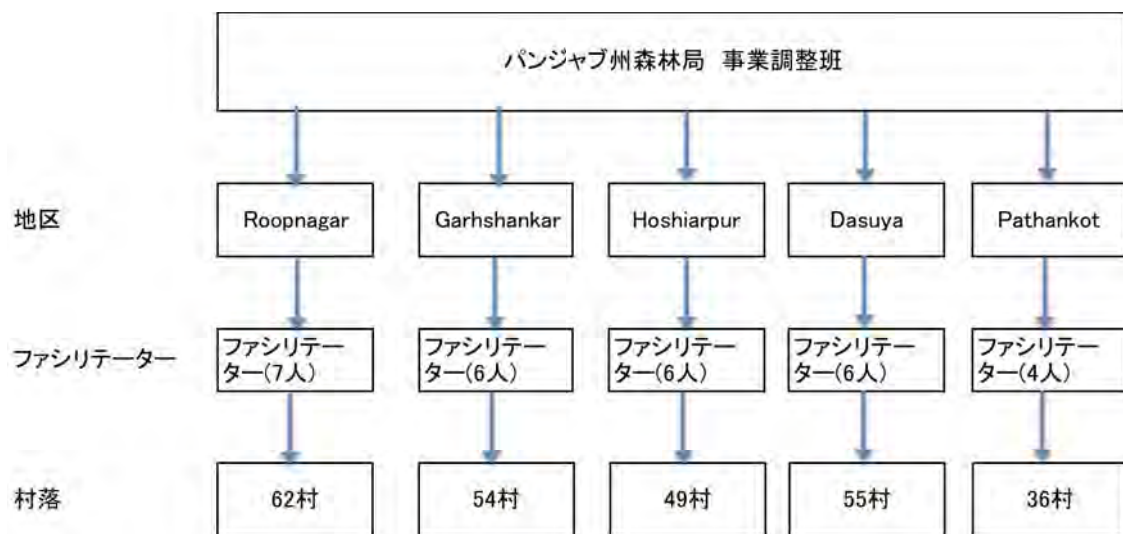 パンジャブ州森林局　事業調整班
地区
Roopnagar
Garhshankar
Hoshiarpur
Dasuya
Pathankot
ファシリテーター
ファシリテー
ター(7人)
ファシリテー
ター(6人)
ファシリテー
ター(6人)
ファシリテー
ター(6人)
ファシリテー
ター(4人)
村落
62村
54村
49村
55村
36村